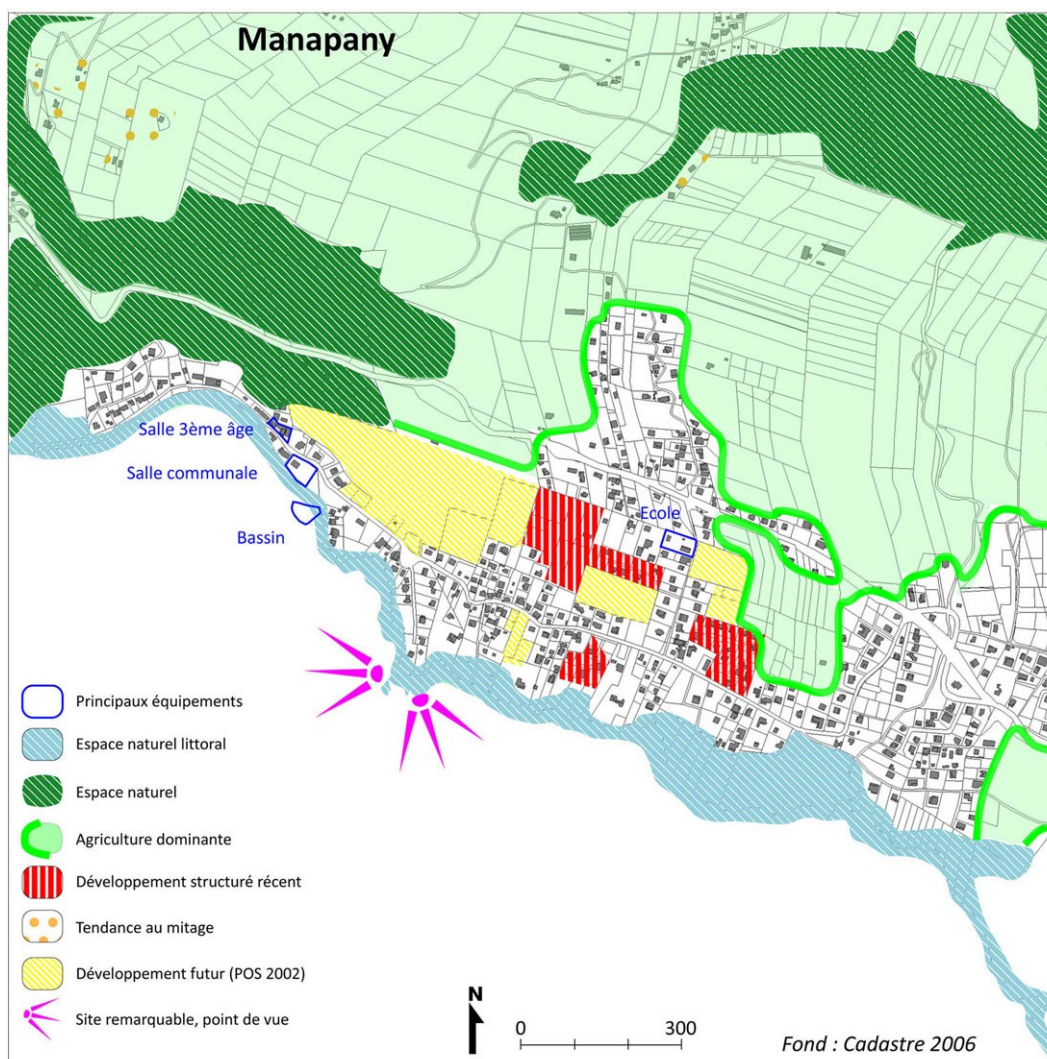 Manapany
Salle 3ème âge
Salle communale
Ecole
Bassin
Principaux équipements
Espace naturel littoral
Espace naturel
Agriculture dominante
Développement structuré récent
Tendance au mitage
Développement futur (POS 2002)
Site remarquable, point de vue
N
0 300
Fond : Cadastre 2006